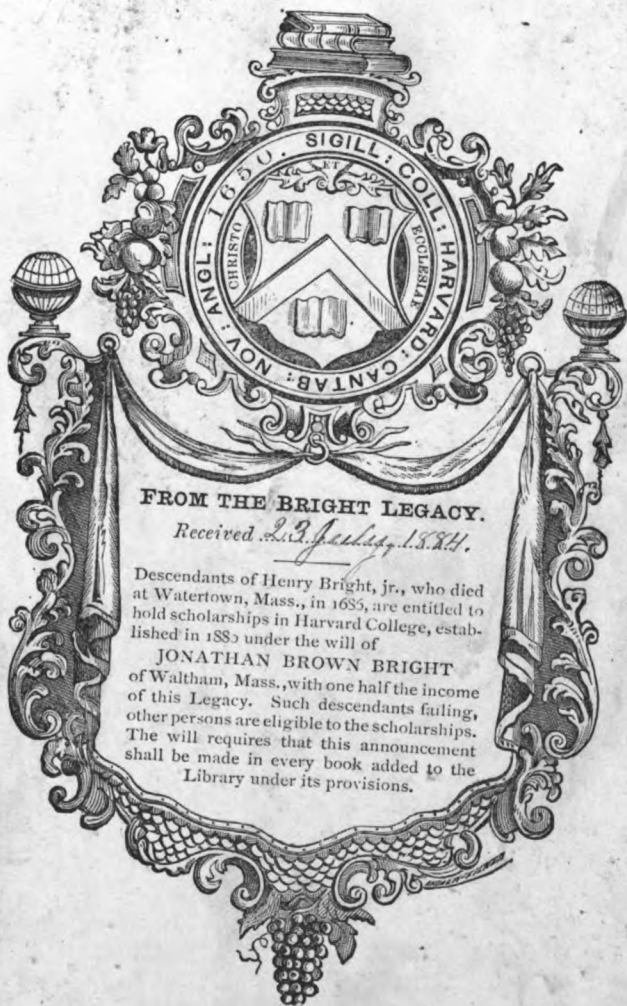 SIGILL: COLL: HARVARD: CANTAB: NOV: ANGL: 1650.
ET
CHRISTO
ECCLESIAE
FROM THE BRIGHT LEGACY.
Received 23 July, 1884.
Descendants of Henry Bright, jr., who died
at Watertown, Mass., in 1686, are entitled to
hold scholarships in Harvard College, estab-
lished in 1880 under the will of
JONATHAN BROWN BRIGHT
of Waltham, Mass., with one half the income
of this Legacy. Such descendants failing,
other persons are eligible to the scholarships.
The will requires that this announcement
shall be made in every book added to the
Library under its provisions.